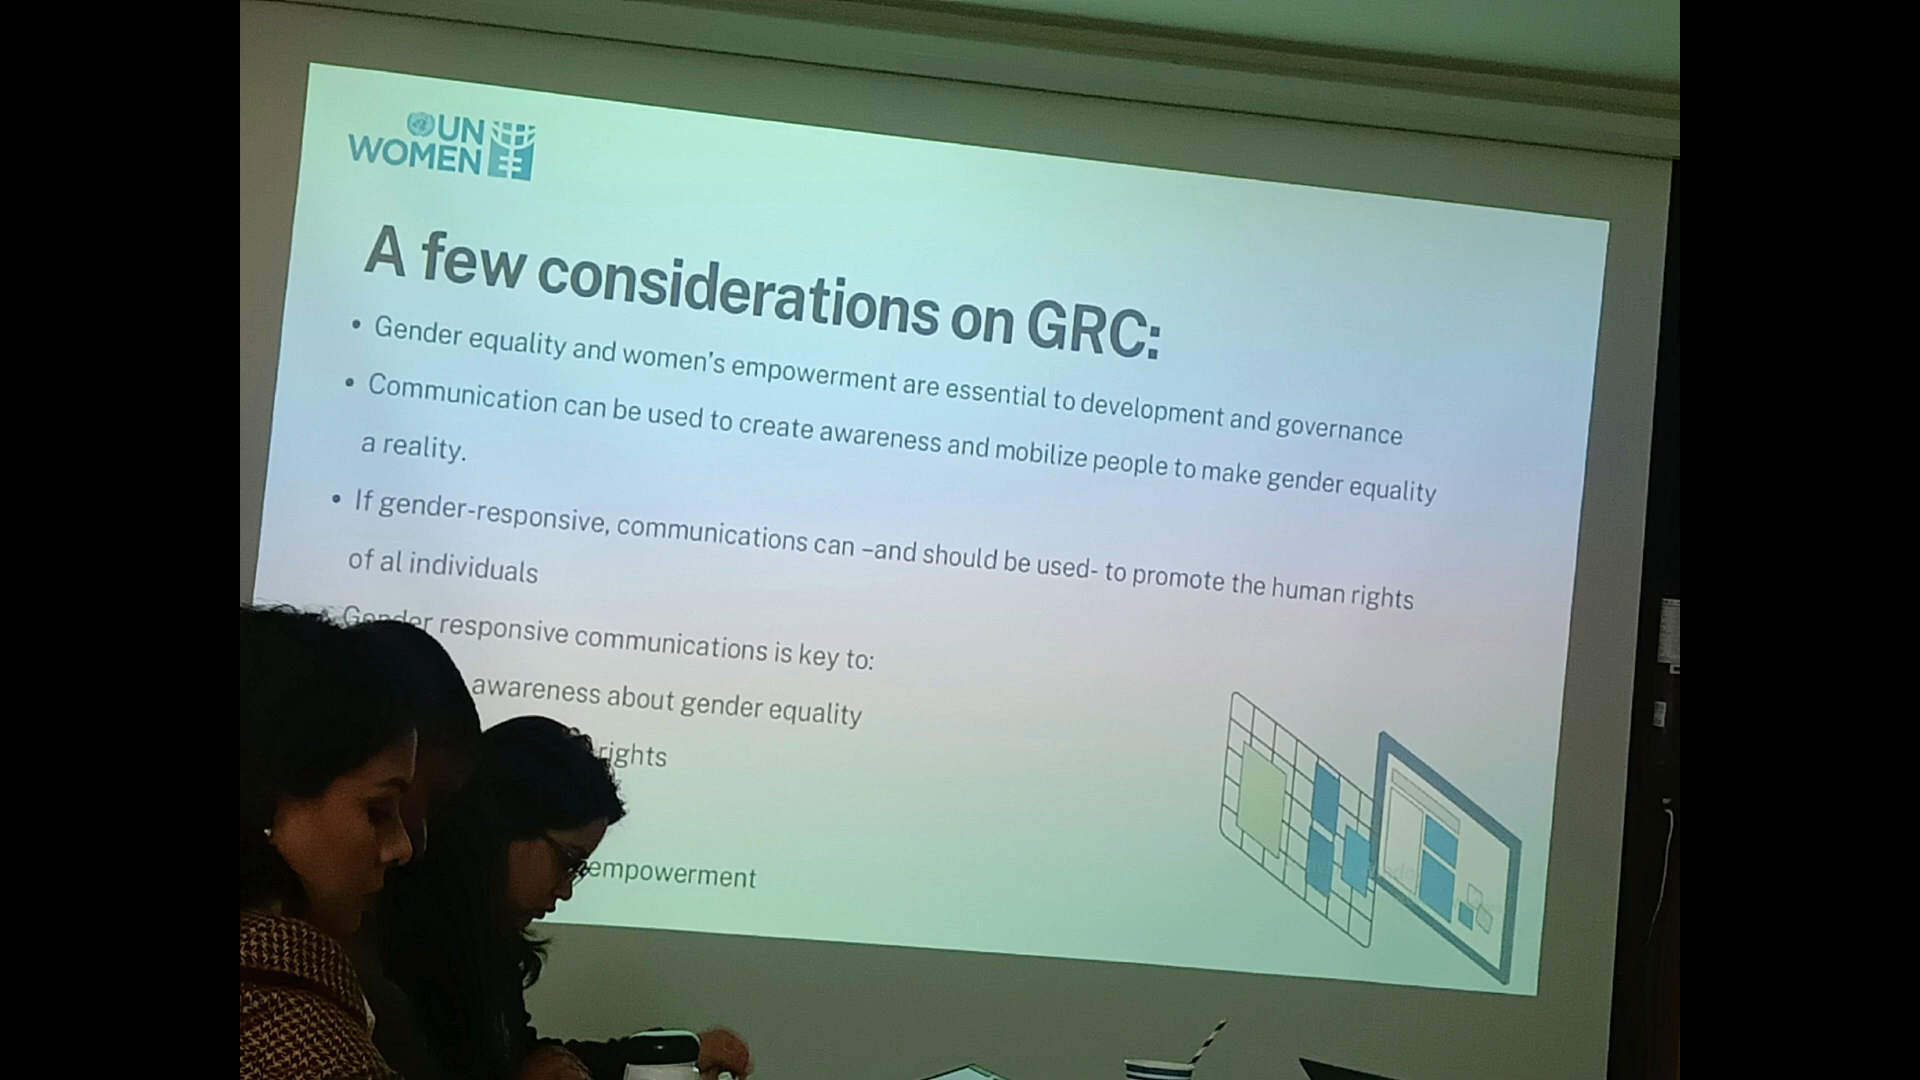 UN
WOMEN
A few considerations on GRC:
• Gender equality and women's empowerment are essential to development and governance
• Communication can be used to create awareness and mobilize people to make gender equality
a reality.
• If gender-responsive, communications can –and should be used- to promote the human rights
of al individuals
Gender responsive communications is key to:
awareness about gender equality
rights
empowerment